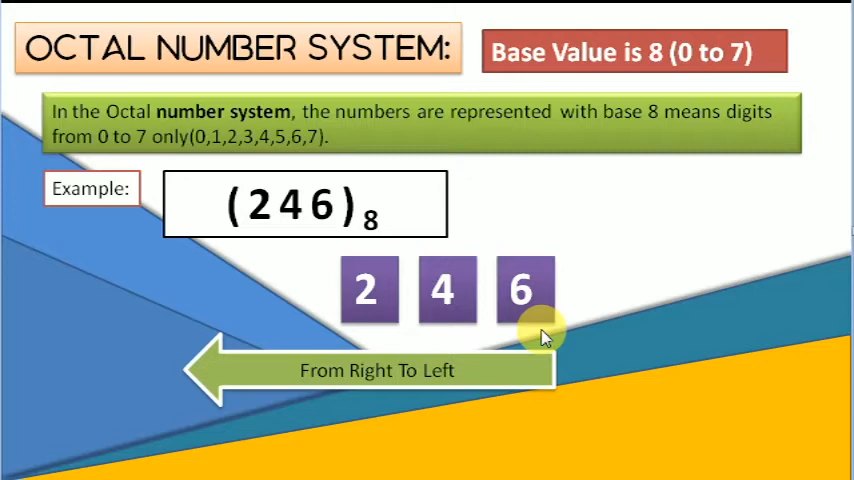 OCTAL NUMBER SYSTEM:
Base Value is 8 (0 to 7)
In the Octal number system, the numbers are represented with base 8 means digits
from 0 to 7 only(0,1,2,3,4,5,6,7).
Example:
(246)₈
2 4 6
From Right To Left